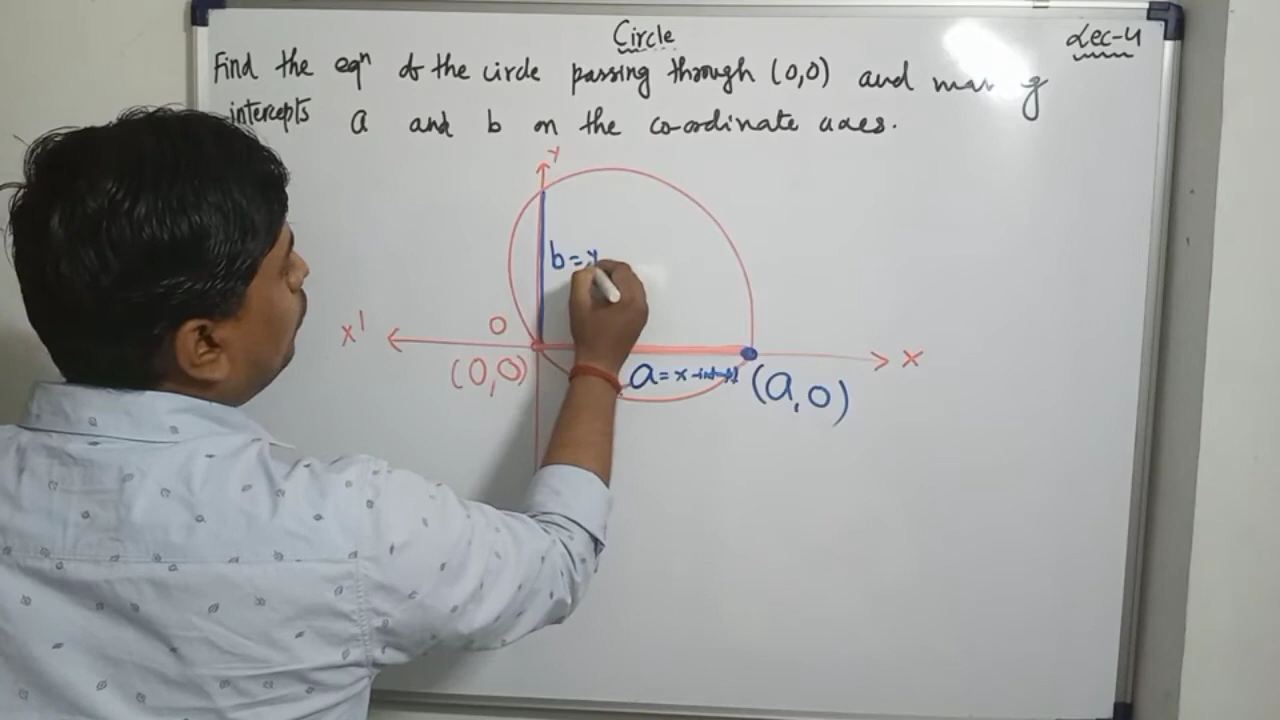 Circle
Lec-4
Find the eqn of the circle passing through (0,0) and
intercepts a and b on the co-ordinate axes.
Y
b = y
X' O X
(0,0) a = x-intercept (a,0)